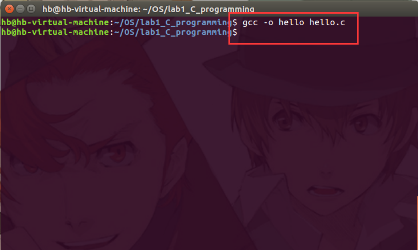 hb@hb-virtual-machine: ~/OS/lab1_C_programming
hb@hb-virtual-machine:~/OS/lab1_C_programming$ gcc -o hello hello.c
hb@hb-virtual-machine:~/OS/lab1_C_programming$